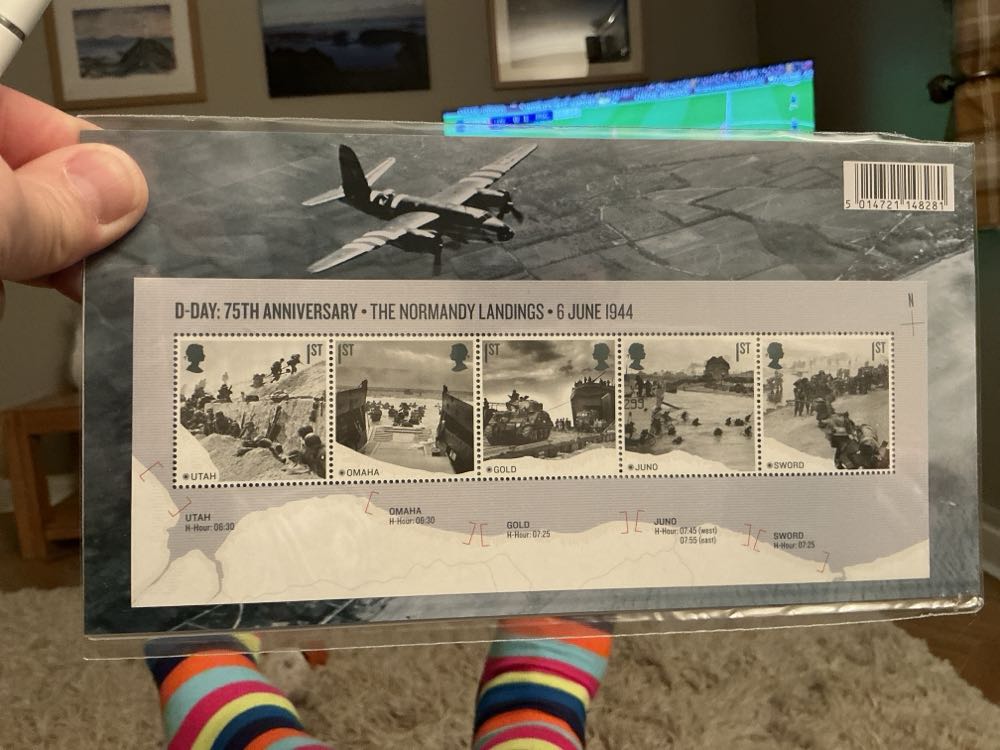 5 014721 148281
D-DAY: 75TH ANNIVERSARY • THE NORMANDY LANDINGS • 6 JUNE 1944
N
1ST
1ST
1ST
1ST
1ST
UTAH
OMAHA
GOLD
JUNO
SWORD
293
UTAH
H-Hour: 06:30
OMAHA
H-Hour: 06:30
GOLD
H-Hour: 07:25
JUNO
H-Hour: 07:45 (west)
07:55 (east)
SWORD
H-Hour: 07:25